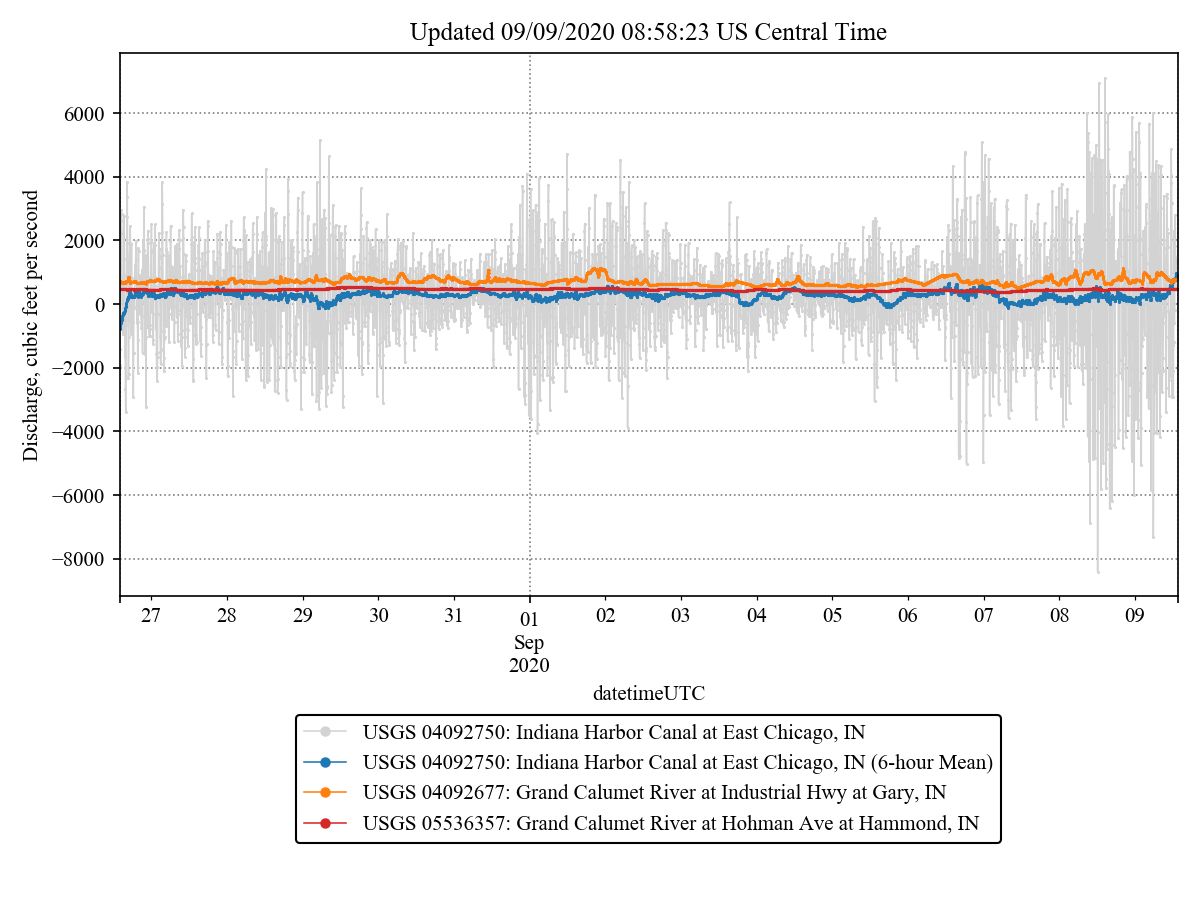 Updated 09/09/2020 08:58:23 US Central Time
Discharge, cubic feet per second
6000
4000
2000
0
−2000
−4000
−6000
−8000
27 28 29 30 31 01 02 03 04 05 06 07 08 09
Sep
2020
datetimeUTC
USGS 04092750: Indiana Harbor Canal at East Chicago, IN
USGS 04092750: Indiana Harbor Canal at East Chicago, IN (6-hour Mean)
USGS 04092677: Grand Calumet River at Industrial Hwy at Gary, IN
USGS 05536357: Grand Calumet River at Hohman Ave at Hammond, IN